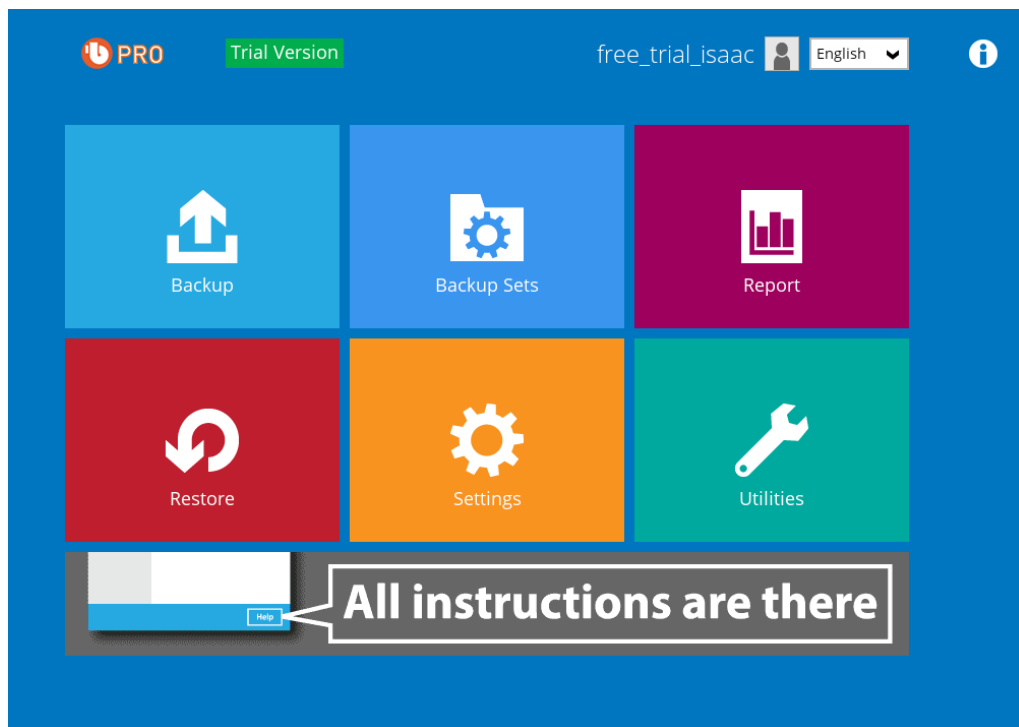 PRO
Trial Version
free_trial_isaac
English
Backup
Backup Sets
Report
Restore
Settings
Utilities
Help
All instructions are there